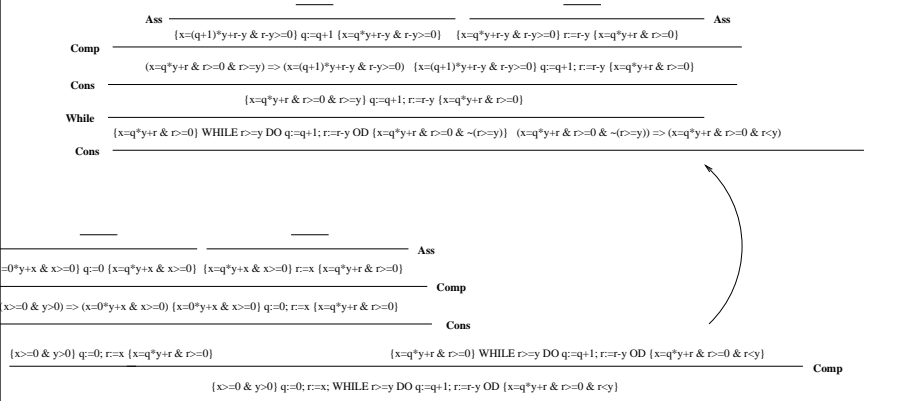 Ass Ass
{x=(q+1)*y+r-y & r-y>=0} q:=q+1 {x=q*y+r-y & r-y>=0} {x=q*y+r-y & r-y>=0} r:=r-y {x=q*y+r & r>=0}
Comp
(x=q*y+r & r>=0 & r>=y) => (x=(q+1)*y+r-y & r-y>=0) {x=(q+1)*y+r-y & r-y>=0} q:=q+1; r:=r-y {x=q*y+r & r>=0}
Cons
{x=q*y+r & r>=0 & r>=y} q:=q+1; r:=r-y {x=q*y+r & r>=0}
While
{x=q*y+r & r>=0} WHILE r>=y DO q:=q+1; r:=r-y OD {x=q*y+r & r>=0 & ~(r>=y)} (x=q*y+r & r>=0 & ~(r>=y)) => (x=q*y+r & r>=0 & r<y)
Cons
Ass
=0*y+x & x>=0} q:=0 {x=q*y+x & x>=0} {x=q*y+x & x>=0} r:=x {x=q*y+r & r>=0}
Comp
(x>=0 & y>0) => (x=0*y+x & x>=0) {x=0*y+x & x>=0} q:=0; r:=x {x=q*y+r & r>=0}
Cons
{x>=0 & y>0} q:=0; r:=x {x=q*y+r & r>=0} {x=q*y+r & r>=0} WHILE r>=y DO q:=q+1; r:=r-y OD {x=q*y+r & r>=0 & r<y}
Comp
{x>=0 & y>0} q:=0; r:=x; WHILE r>=y DO q:=q+1; r:=r-y OD {x=q*y+r & r>=0 & r<y}